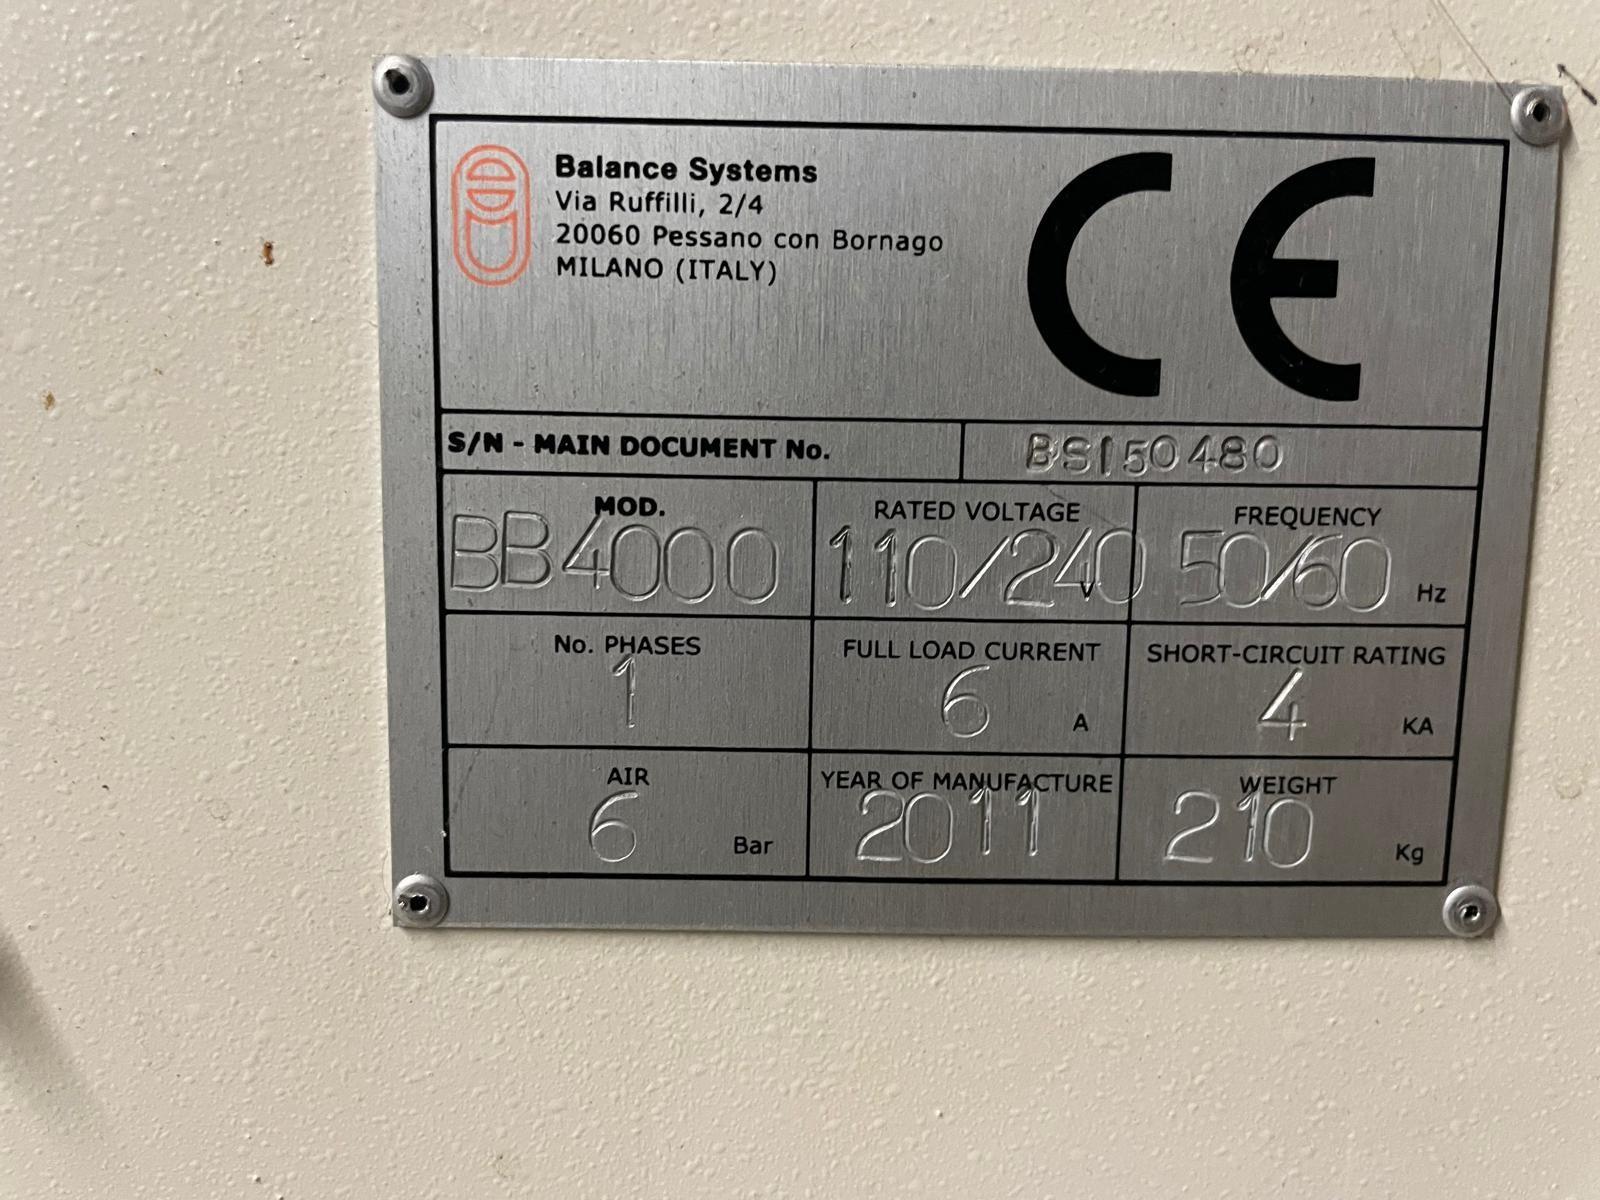 Balance Systems
Via Ruffilli, 2/4
20060 Pessano con Bornago
MILANO (ITALY)
CE
S/N - MAIN DOCUMENT No. BS150480
MOD. RATED VOLTAGE FREQUENCY
BB4000 110/240 V 50/60 Hz
No. PHASES FULL LOAD CURRENT SHORT-CIRCUIT RATING
1 6 A 4 KA
AIR YEAR OF MANUFACTURE WEIGHT
6 Bar 2011 210 Kg